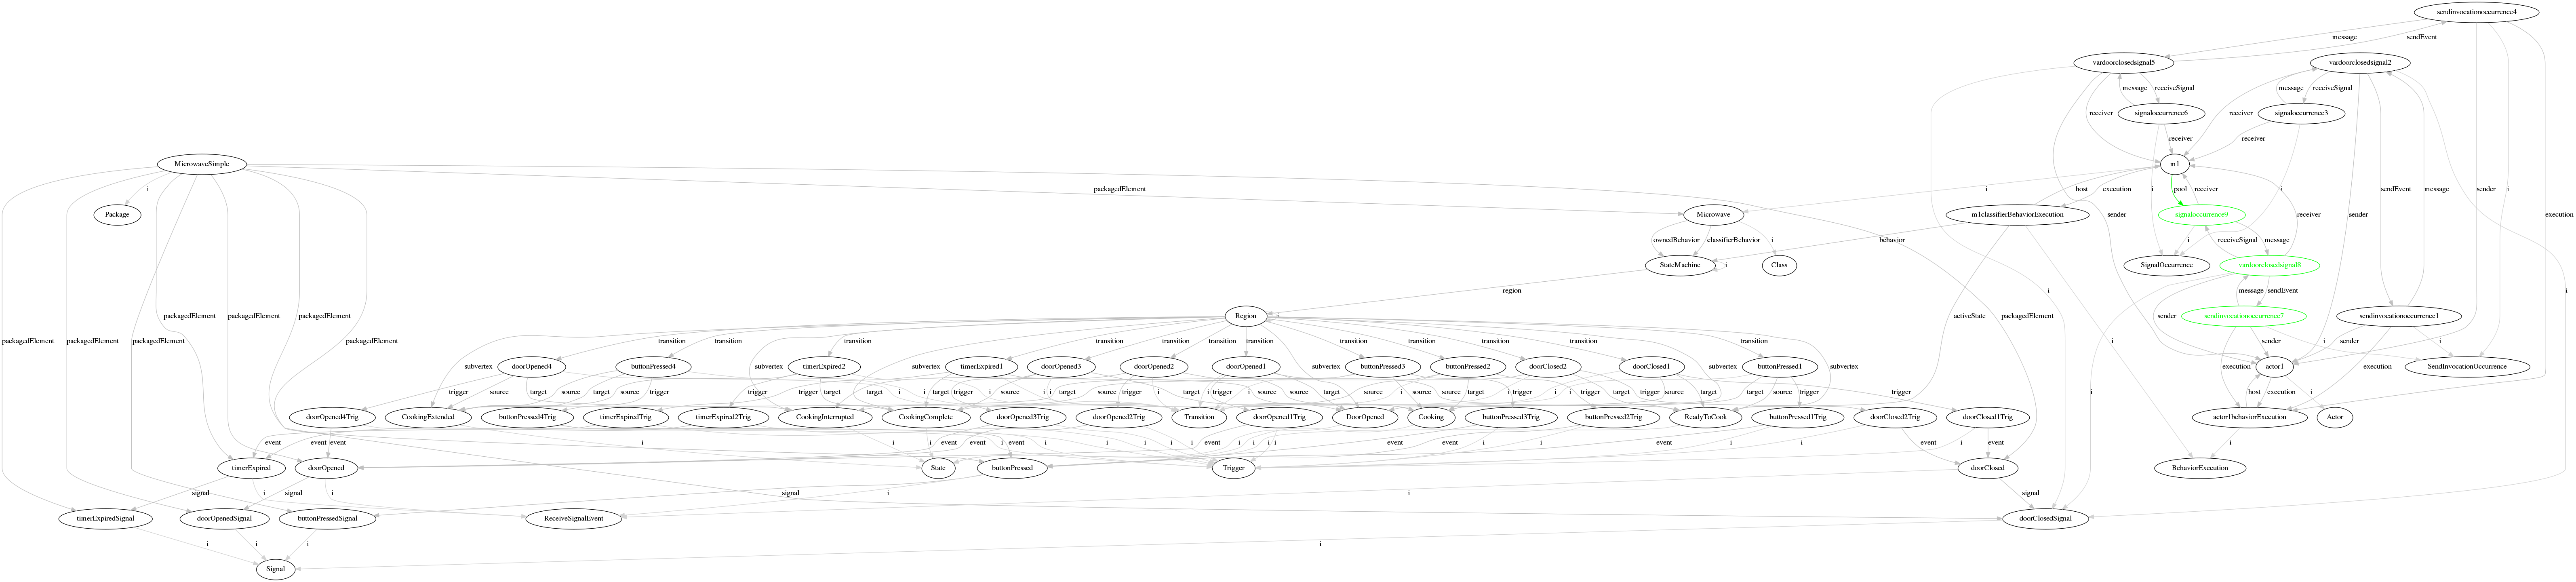 sendinvocationoccurrence4
message
sendEvent
vardoorclosedsignal5
vardoorclosedsignal2
message
receiveSignal
message
receiveSignal
receiver
signaloccurrence6
receiver
signaloccurrence3
sender
i
receiver
receiver
MicrowaveSimple
m1
i
packagedElement
i
host
execution
pool
receiver
i
i
sendEvent
message
execution
Package
Microwave
m1classifierBehaviorExecution
signaloccurrence9
sender
sender
receiver
ownedBehavior
classifierBehavior
i
behavior
receiveSignal
i
message
StateMachine
i
Class
SignalOccurrence
vardoorclosedsignal8
region
i
message
sendEvent
i
packagedElement
packagedElement
packagedElement
Region
i
activeState
packagedElement
sendinvocationoccurrence7
sendinvocationoccurrence1
sender
packagedElement
packagedElement
packagedElement
packagedElement
transition
transition
transition
transition
transition
transition
transition
transition
transition
transition
transition
transition
i
sender
i
sender
i
doorOpened4
buttonPressed4
timerExpired2
timerExpired1
doorOpened3
doorOpened2
doorOpened1
buttonPressed3
buttonPressed2
doorClosed2
doorClosed1
buttonPressed1
subvertex
subvertex
subvertex
subvertex
subvertex
execution
actor1
execution
SendInvocationOccurrence
trigger
target
source
target
source
trigger
trigger
target
source
target
trigger
source
trigger
target
source
trigger
target
source
target
trigger
source
target
source
trigger
host
execution
i
doorOpened4Trig
CookingExtended
buttonPressed4Trig
timerExpiredTrig
timerExpired2Trig
CookingInterrupted
CookingComplete
doorOpened3Trig
doorOpened2Trig
Transition
doorOpened1Trig
DoorOpened
Cooking
buttonPressed3Trig
buttonPressed2Trig
ReadyToCook
buttonPressed1Trig
doorClosed2Trig
doorClosed1Trig
actor1behaviorExecution
Actor
event
event
event
i
i
i
event
event
i
i
i
event
i
event
i
i
event
i
i
event
i
event
i
timerExpired
doorOpened
State
buttonPressed
Trigger
doorClosed
BehaviorExecution
signal
i
signal
i
signal
i
i
signal
timerExpiredSignal
doorOpenedSignal
buttonPressedSignal
ReceiveSignalEvent
doorClosedSignal
i
i
i
i
Signal